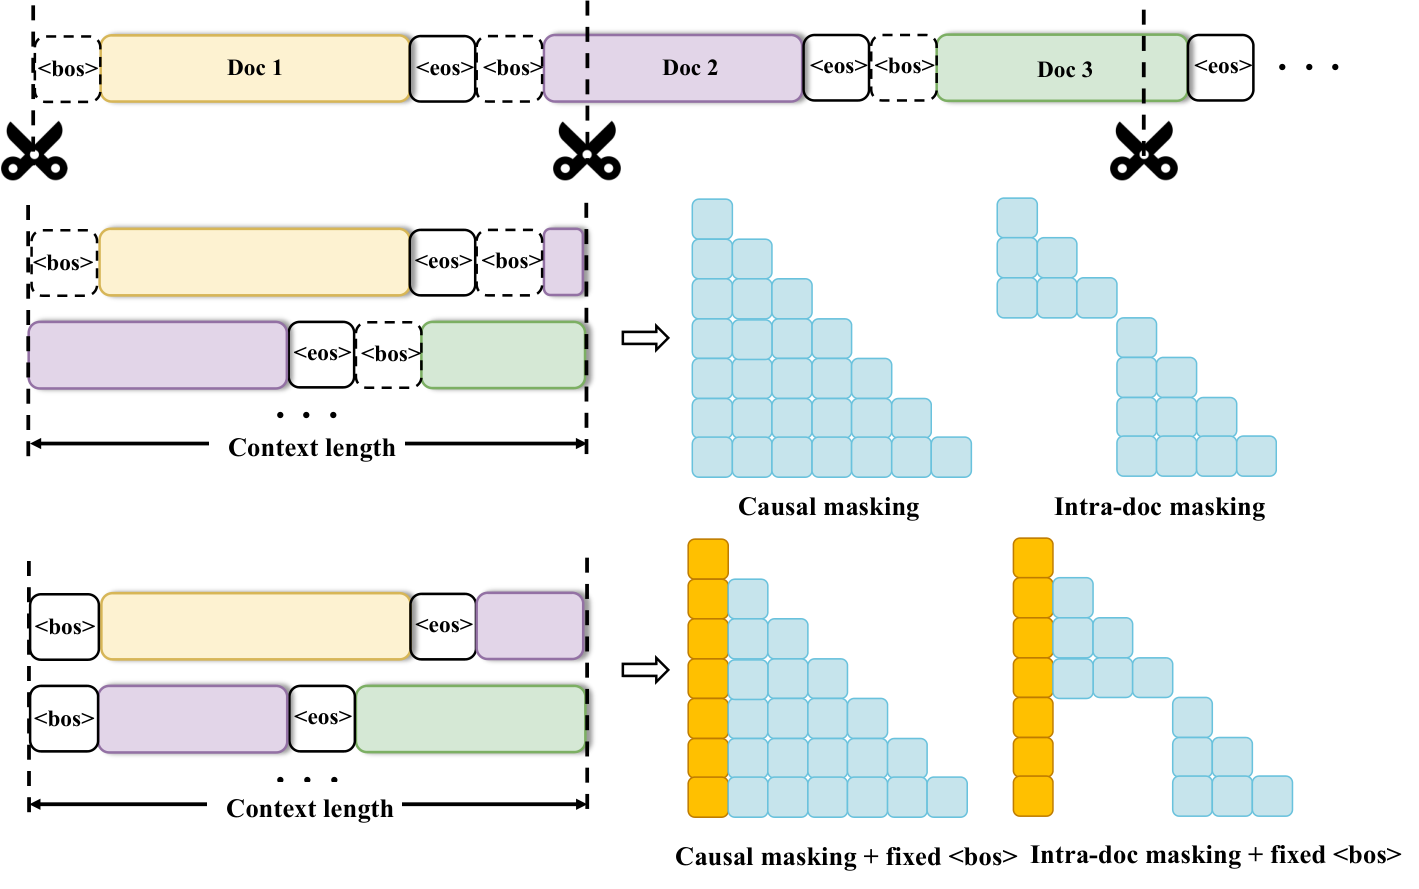 <bos> Doc 1 <eos> <bos> Doc 2 <eos> <bos> Doc 3 <eos> . . .
<bos> <eos> <bos>
<eos> <bos>
. . .
Context length
Causal masking
Intra-doc masking
<bos> <eos>
<bos> <eos>
. . .
Context length
Causal masking + fixed <bos>
Intra-doc masking + fixed <bos>